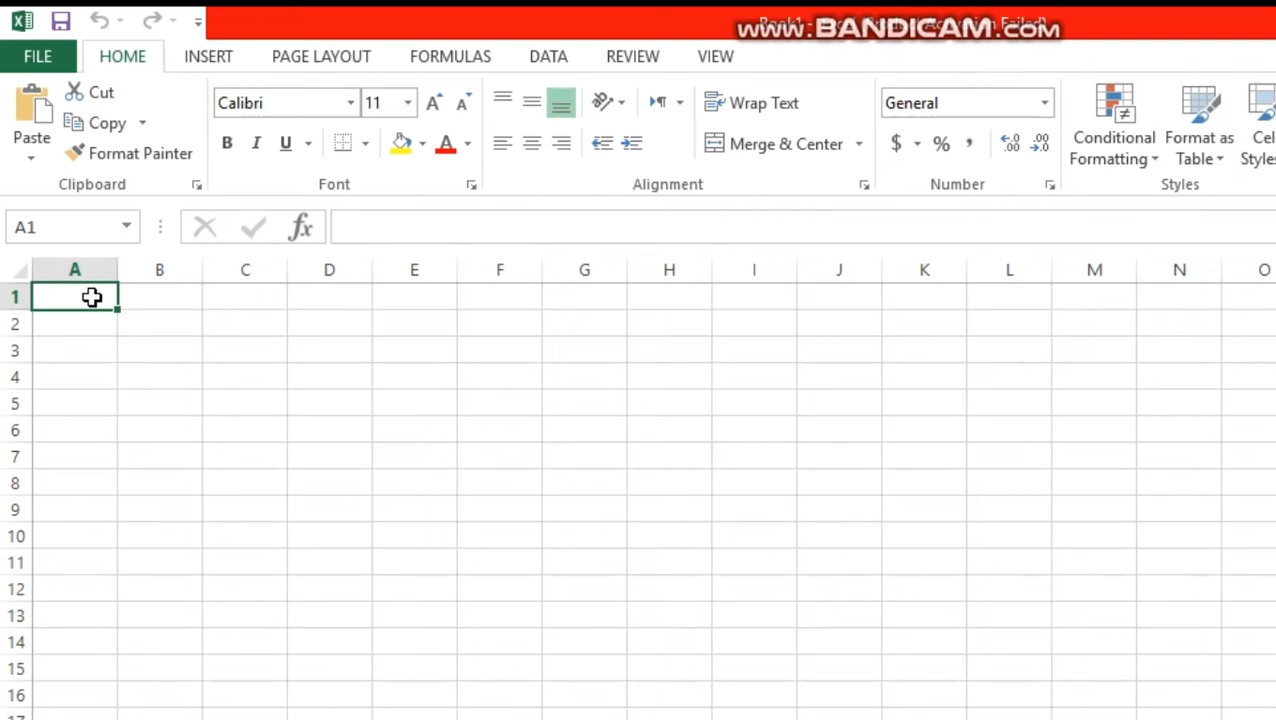 www.BANDICAM.com
FILE HOME INSERT PAGE LAYOUT FORMULAS DATA REVIEW VIEW
Paste
Cut
Copy
Format Painter
Clipboard
Calibri 11
B I U A
Font
Wrap Text
Merge & Center
Alignment
General
$ % ,
Number
Conditional
Formatting
Format as
Table
Cel
Styles
Styles
A1 fx
A B C D E F G H I J K L M N O
1
2
3
4
5
6
7
8
9
10
11
12
13
14
15
16